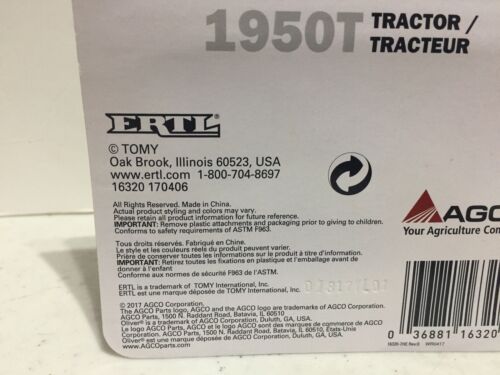 1950T TRACTOR /
TRACTEUR
ERTL®
© TOMY
Oak Brook, Illinois 60523, USA
www.ertl.com 1-800-704-8697
16320 170406
All Rights Reserved. Made in China.
Actual product styling and colors may vary.
Please retain all product information for future reference.
IMPORTANT: Remove plastic attachments and packaging prior to giving to children.
Conforms to safety requirements of ASTM F963.
Tous droits réservés. Fabriqué en Chine.
Le style et les couleurs réels du produit peuvent varier.
Prière de conserver toutes les informations sur le produit à titre d'information.
IMPORTANT: Retirez toutes les fixations en plastique et l'emballage avant de
donner à l'enfant
Conforme aux normes de sécurité F963 de l'ASTM.
ERTL is a trademark of TOMY International, Inc.
ERTL est une marque déposée de TOMY International, Inc.
© 2017 AGCO Corporation.
The AGCO Parts logo, AGCO and the AGCO logo are trademarks of AGCO Corporation,
AGCO Parts, 1500 N. Raddant Road, Batavia, IL 60510
Oliver® is a trademark of AGCO Corporation, Duluth, GA, USA.
Le logo AGCO Parts, AGCO et le logo AGCO sont des marques de commerce de AGCO
AGCO Parts, 1500 N. Raddant Road, Batavia, IL 60510
Oliver® est une marque déposée de AGCO Corporation, Duluth, GA, USA.
www.AGCOparts.com
AGCO
Your Agriculture Com
0 36881 16320